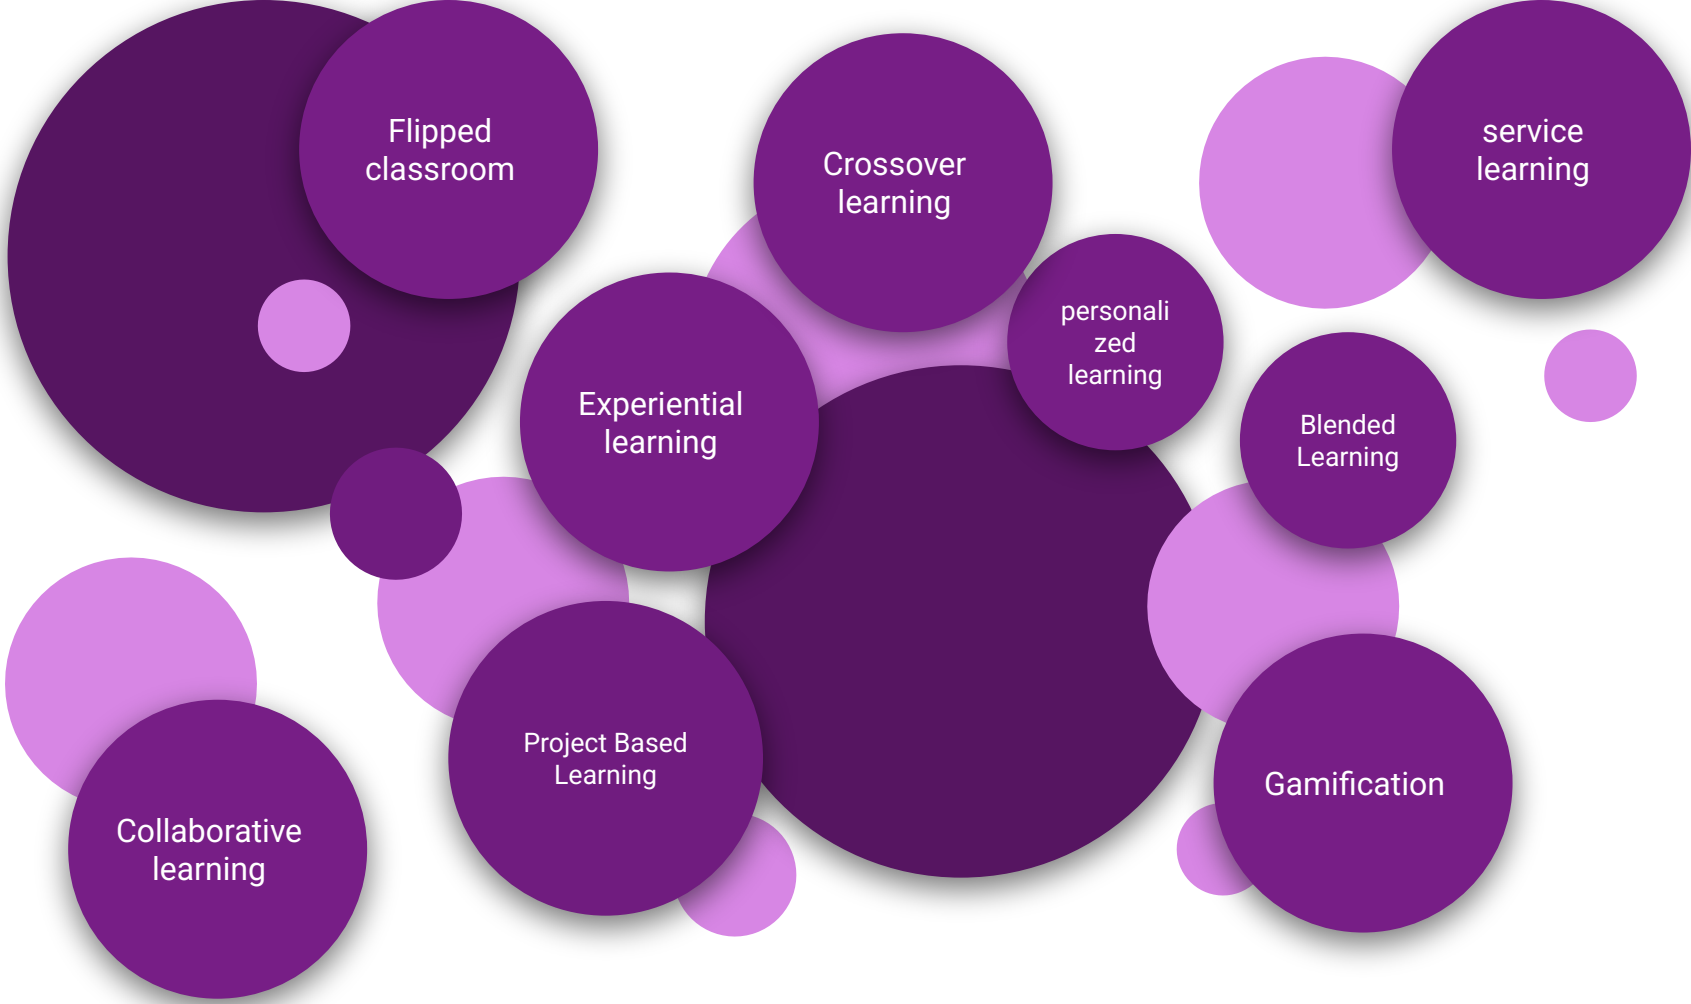 Flipped
classroom
Crossover
learning
service
learning
personali
zed
learning
Experiential
learning
Blended
Learning
Project Based
Learning
Gamification
Collaborative
learning